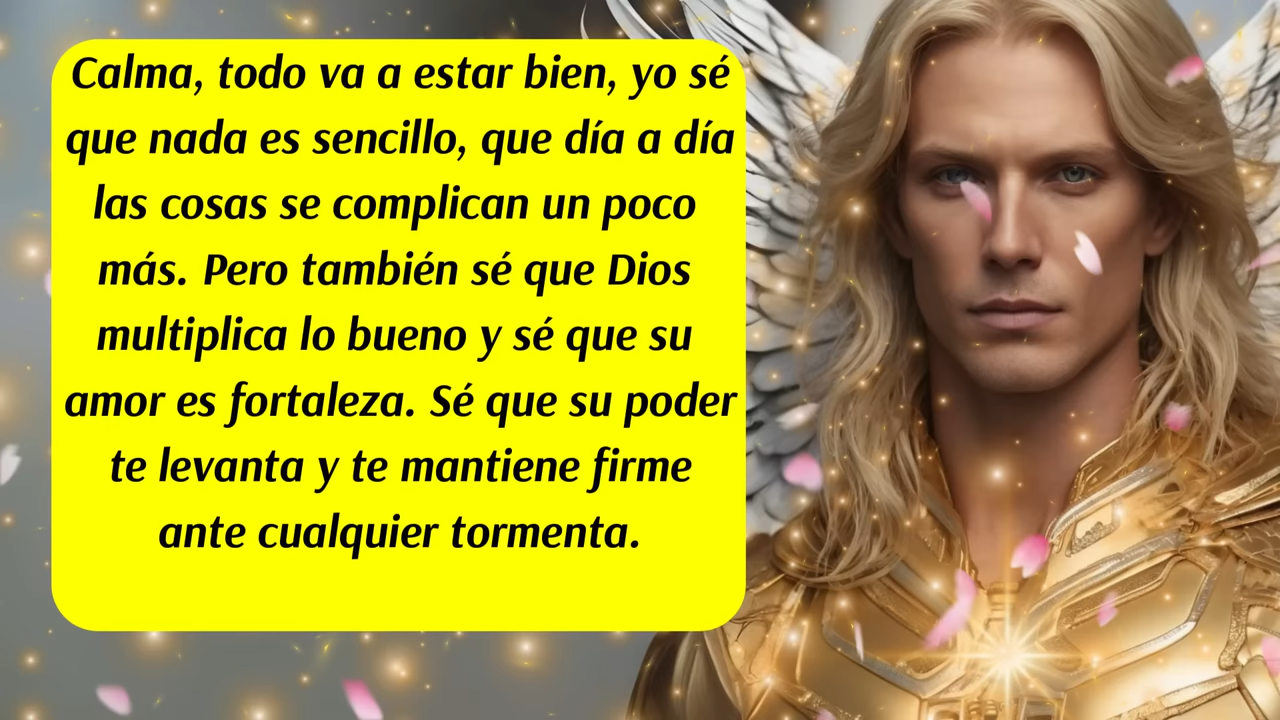 Calma, todo va a estar bien, yo sé
que nada es sencillo, que día a día
las cosas se complican un poco
más. Pero también sé que Dios
multiplica lo bueno y sé que su
amor es fortaleza. Sé que su poder
te levanta y te mantiene firme
ante cualquier tormenta.